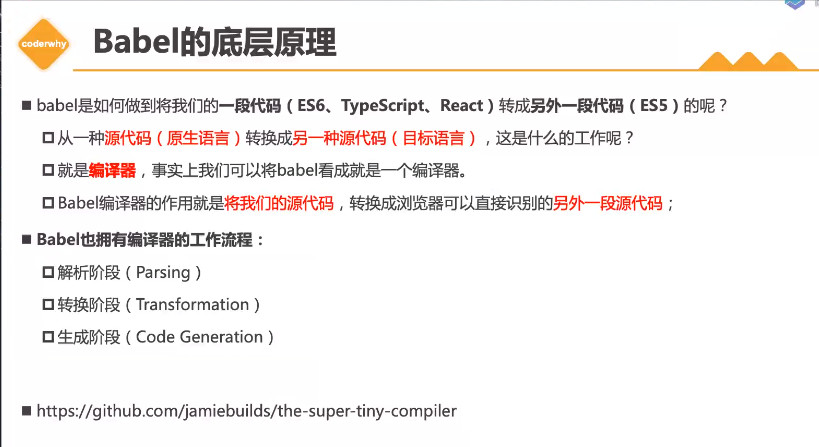 coderwhy
Babel的底层原理
babel是如何做到将我们的一段代码（ES6、TypeScript、React）转成另外一段代码（ES5）的呢？
从一种源代码（原生语言）转换成另一种源代码（目标语言），这是什么的工作呢？
就是编译器，事实上我们可以将babel看成就是一个编译器。
Babel编译器的作用就是将我们的源代码，转换成浏览器可以直接识别的另外一段源代码；
Babel也拥有编译器的工作流程：
解析阶段（Parsing）
转换阶段（Transformation）
生成阶段（Code Generation）
https://github.com/jamiebuilds/the-super-tiny-compiler